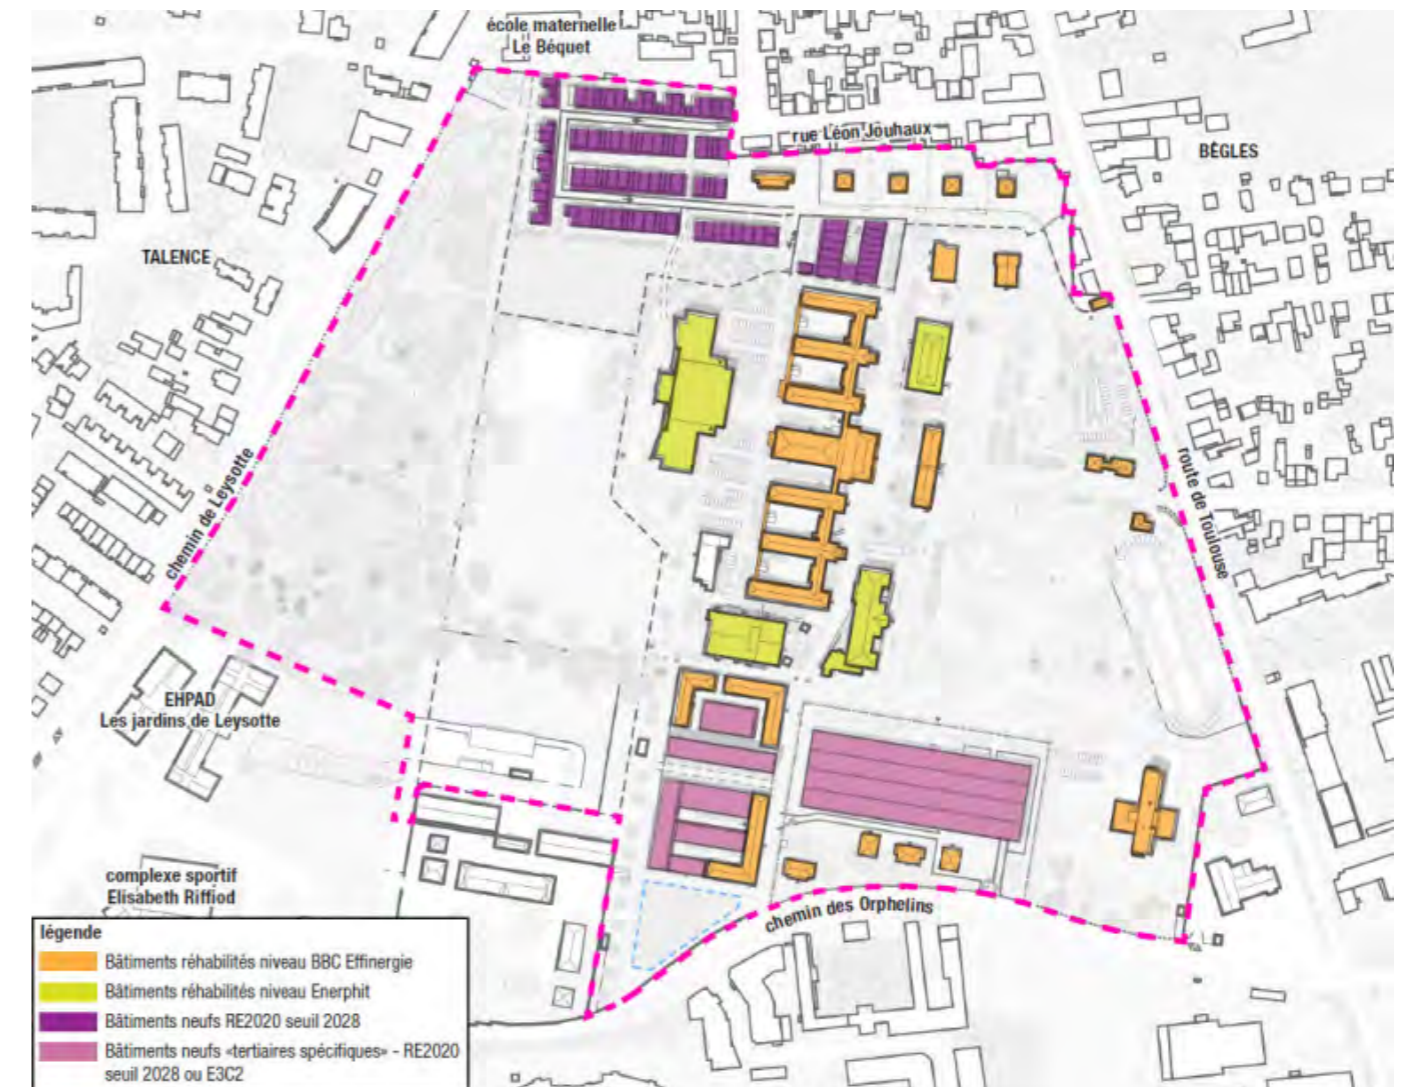 école maternelle
Le Béquet
rue Léon Jouhaux
BÈGLES
TALENCE
chemin de Leysotte
route de Toulouse
EHPAD
Les jardins de Leysotte
complexe sportif
Elisabeth Riffiod
chemin des Orphelins
légende
Bâtiments réhabilités niveau BBC Effinergie
Bâtiments réhabilités niveau Enerphit
Bâtiments neufs RE2020 seuil 2028
Bâtiments neufs «tertiaires spécifiques» - RE2020
seuil 2028 ou E3C2